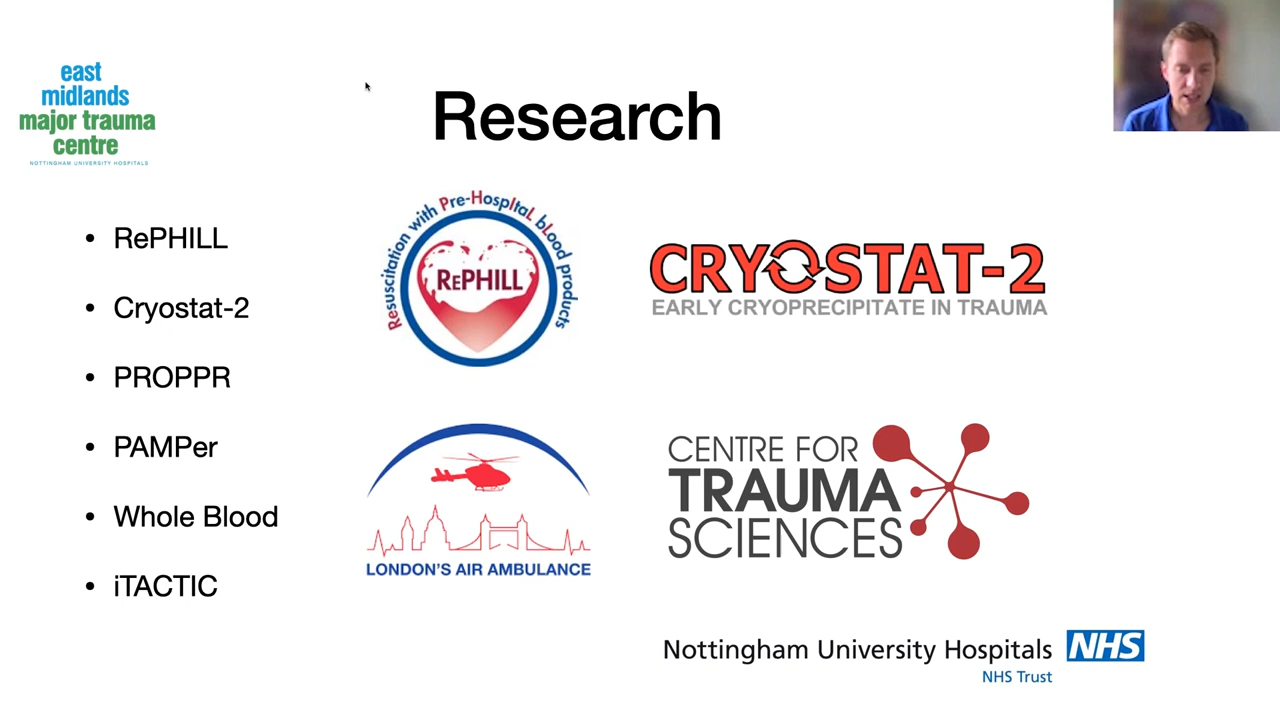 east
midlands
major trauma
centre
NOTTINGHAM UNIVERSITY HOSPITALS
Research
• RePHILL
• Cryostat-2
• PROPPR
• PAMPer
• Whole Blood
• iTACTIC
Resuscitation with Pre-HospItaL bLood products
REPHILL
CRYOSTAT-2
EARLY CRYOPRECIPITATE IN TRAUMA
LONDON'S AIR AMBULANCE
CENTRE FOR
TRAUMA
SCIENCES
Nottingham University Hospitals NHS
NHS Trust